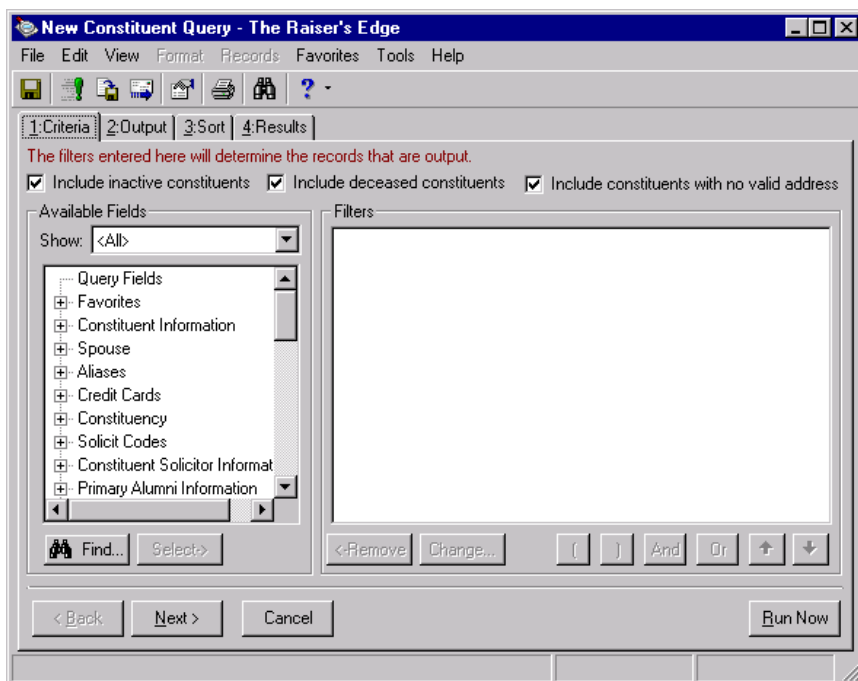 New Constituent Query - The Raiser's Edge
File Edit View Format Records Favorites Tools Help
1:Criteria 2:Output 3:Sort 4:Results
The filters entered here will determine the records that are output.
Include inactive constituents Include deceased constituents Include constituents with no valid address
Available Fields Filters
Show: <All>
Query Fields
Favorites
Constituent Information
Spouse
Aliases
Credit Cards
Constituency
Solicit Codes
Constituent Solicitor Informat
Primary Alumni Information
Find... Select-> <-Remove Change... ( ) And Or
< Back Next > Cancel Run Now